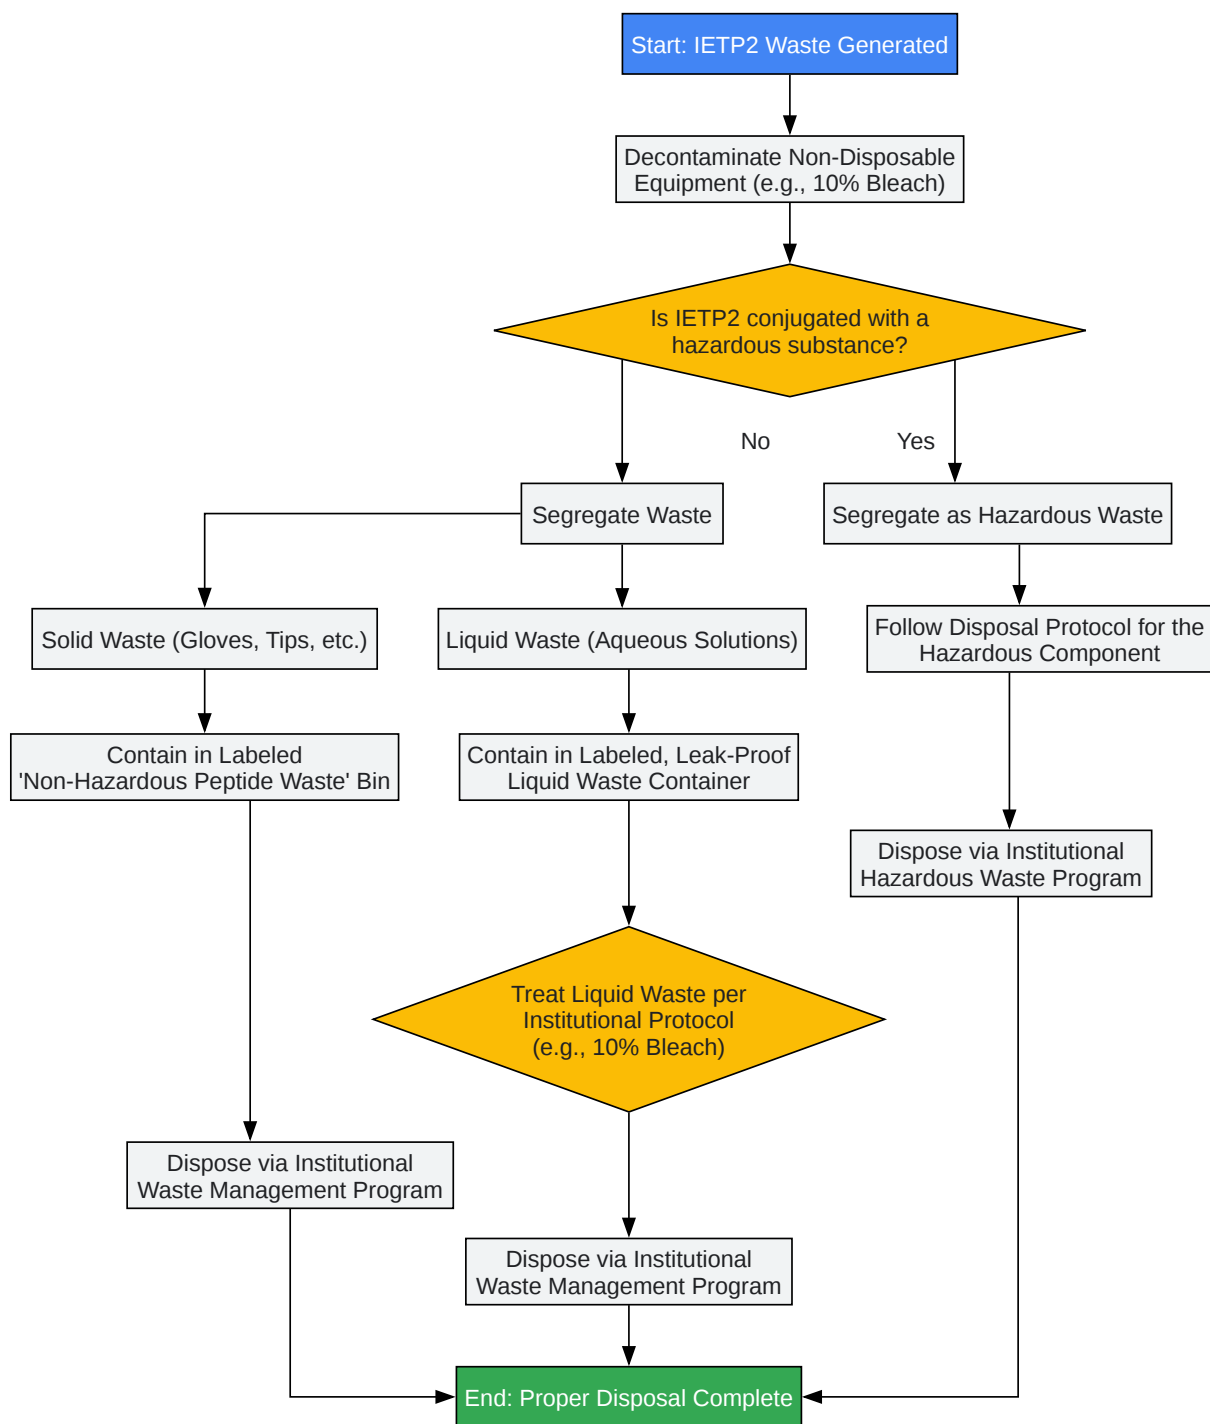 Start: IETP2 Waste Generated
Decontaminate Non-Disposable
Equipment (e.g., 10% Bleach)
Is IETP2 conjugated with a
hazardous substance?
No
Yes
Segregate Waste
Segregate as Hazardous Waste
Solid Waste (Gloves, Tips, etc.)
Liquid Waste (Aqueous Solutions)
Follow Disposal Protocol for the
Hazardous Component
Contain in Labeled
'Non-Hazardous Peptide Waste' Bin
Contain in Labeled, Leak-Proof
Liquid Waste Container
Dispose via Institutional
Hazardous Waste Program
Treat Liquid Waste per
Institutional Protocol
(e.g., 10% Bleach)
Dispose via Institutional
Waste Management Program
Dispose via Institutional
Waste Management Program
End: Proper Disposal Complete